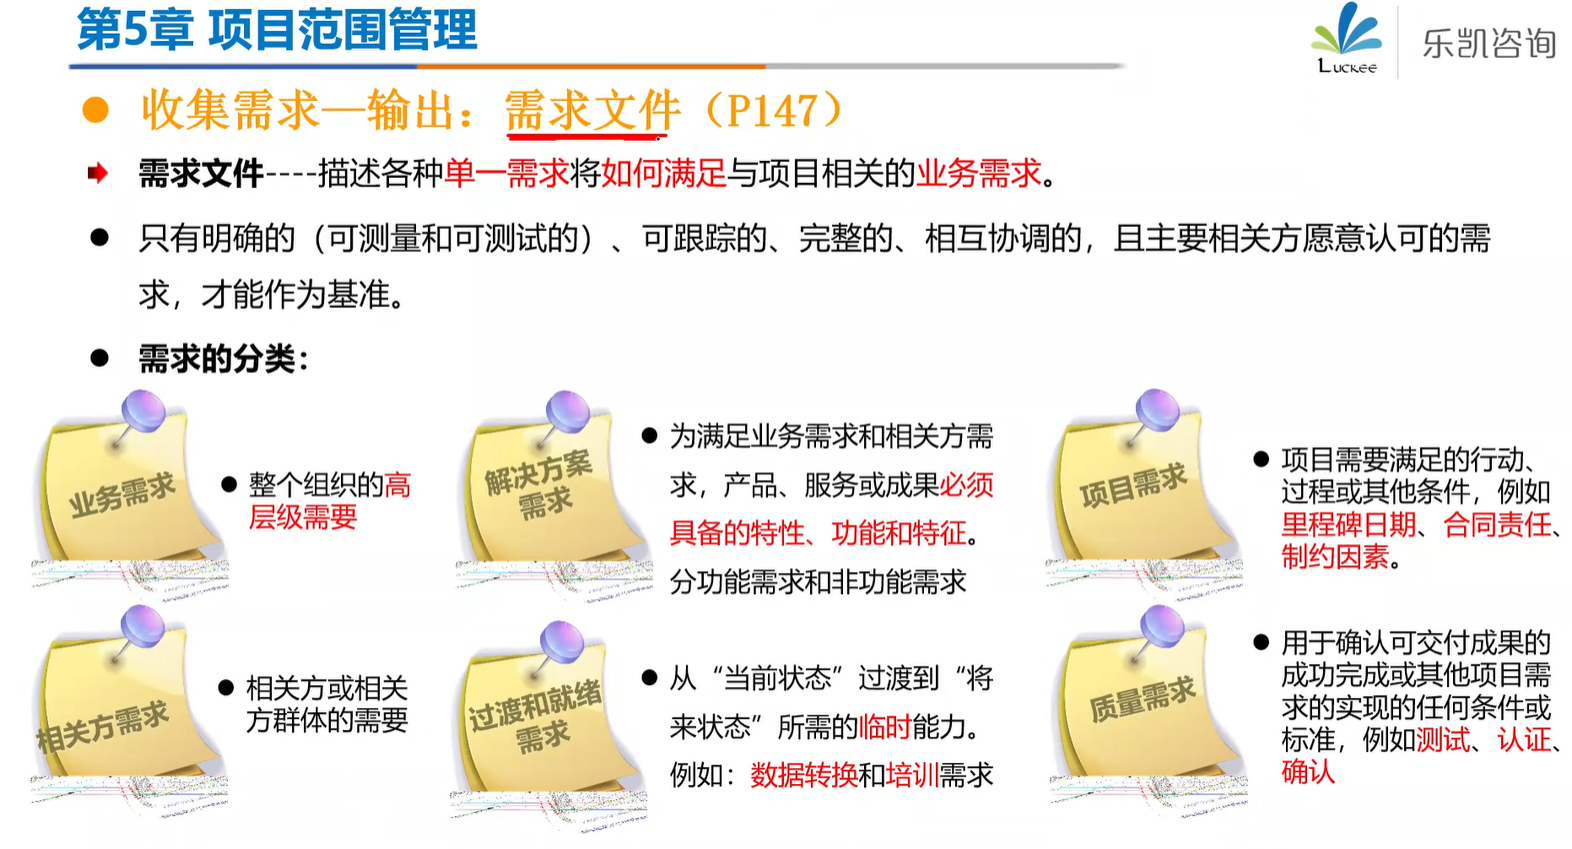 第5章 项目范围管理
Luckee
乐凯咨询
收集需求—输出：需求文件（P147）
需求文件----描述各种单一需求将如何满足与项目相关的业务需求。
只有明确的（可测量和可测试的）、可跟踪的、完整的、相互协调的，且主要相关方愿意认可的需
求，才能作为基准。
需求的分类：
业务需求
整个组织的高
层级需要
解决方案
需求
为满足业务需求和相关方需
求，产品、服务或成果必须
具备的特性、功能和特征。
分功能需求和非功能需求
项目需求
项目需要满足的行动、
过程或其他条件，例如
里程碑日期、合同责任、
制约因素。
相关方需求
相关方或相关
方群体的需要
过渡和就绪
需求
从“当前状态”过渡到“将
来状态”所需的临时能力。
例如：数据转换和培训需求
质量需求
用于确认可交付成果的
成功完成或其他项目需
求的实现的任何条件或
标准，例如测试、认证、
确认